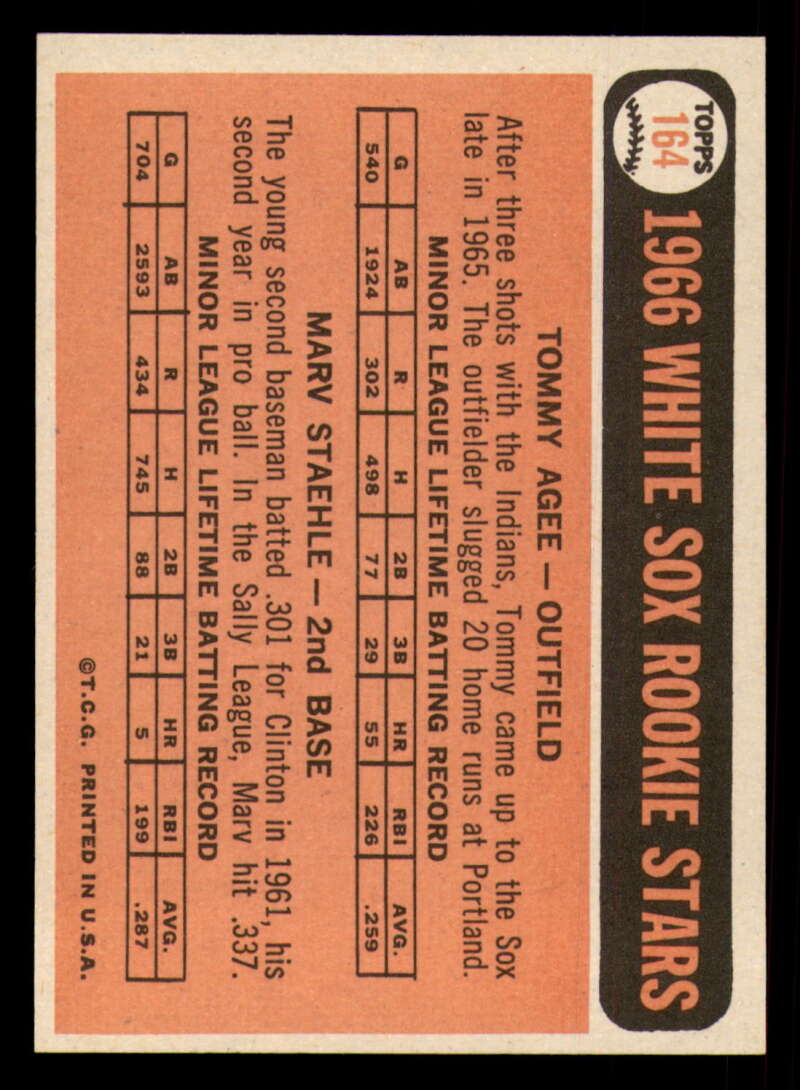 TOPPS
164
1966 WHITE SOX ROOKIE STARS
TOMMY AGEE — OUTFIELD
After three shots with the Indians, Tommy came up to the Sox
late in 1965. The outfielder slugged 20 home runs at Portland.
MINOR LEAGUE LIFETIME BATTING RECORD
G AB R H 2B 3B HR RBI AVG.
540 1924 302 498 77 29 55 226 .259
MARV STAEHLE — 2nd BASE
The young second baseman batted .301 for Clinton in 1961, his
second year in pro ball. In the Sally League, Marv hit .337.
MINOR LEAGUE LIFETIME BATTING RECORD
G AB R H 2B 3B HR RBI AVG.
704 2593 434 745 88 21 5 199 .287
©T.C.G. PRINTED IN U.S.A.